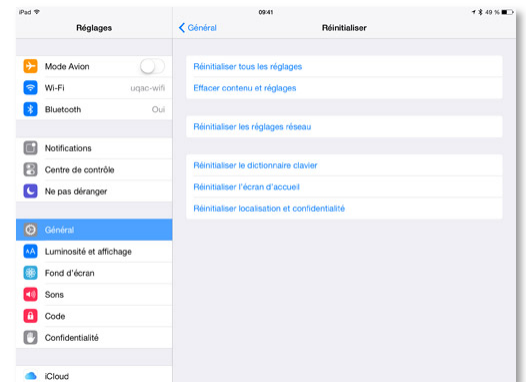 iPad
09:41
49 %
Réglages
Général
Réinitialiser
Mode Avion
Wi-Fi
uqac-wifi
Bluetooth
Oui
Notifications
Centre de contrôle
Ne pas déranger
Général
AA Luminosité et affichage
Fond d'écran
Sons
Code
Confidentialité
iCloud
Réinitialiser tous les réglages
Effacer contenu et réglages
Réinitialiser les réglages réseau
Réinitialiser le dictionnaire clavier
Réinitialiser l'écran d'accueil
Réinitialiser localisation et confidentialité